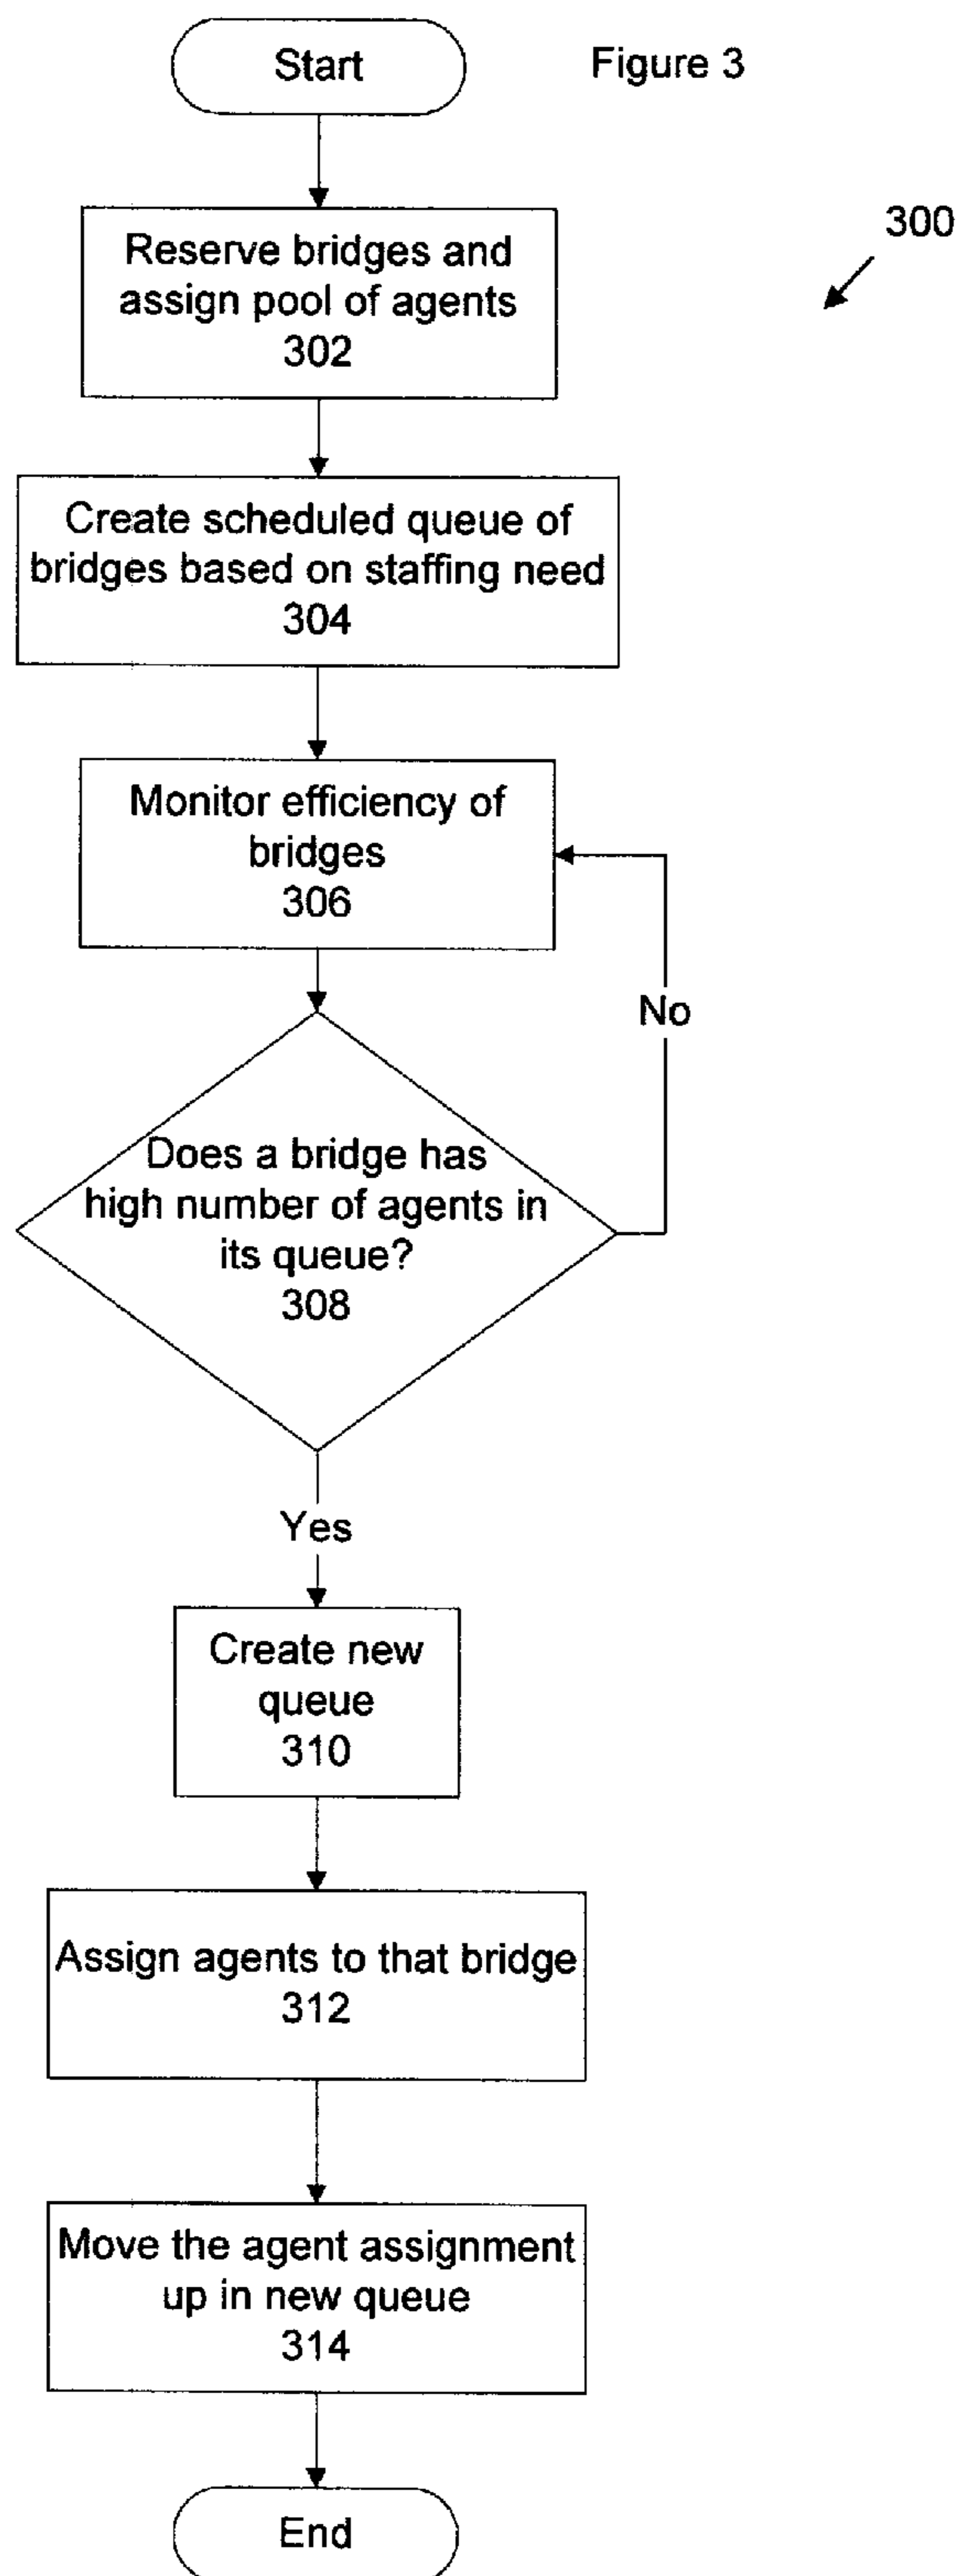 Start
Figure 3
300
Reserve bridges and
assign pool of agents
302
Create scheduled queue of
bridges based on staffing need
304
Monitor efficiency of
bridges
306
No
Does a bridge has
high number of agents in
its queue?
308
Yes
Create new
queue
310
Assign agents to that bridge
312
Move the agent assignment
up in new queue
314
End